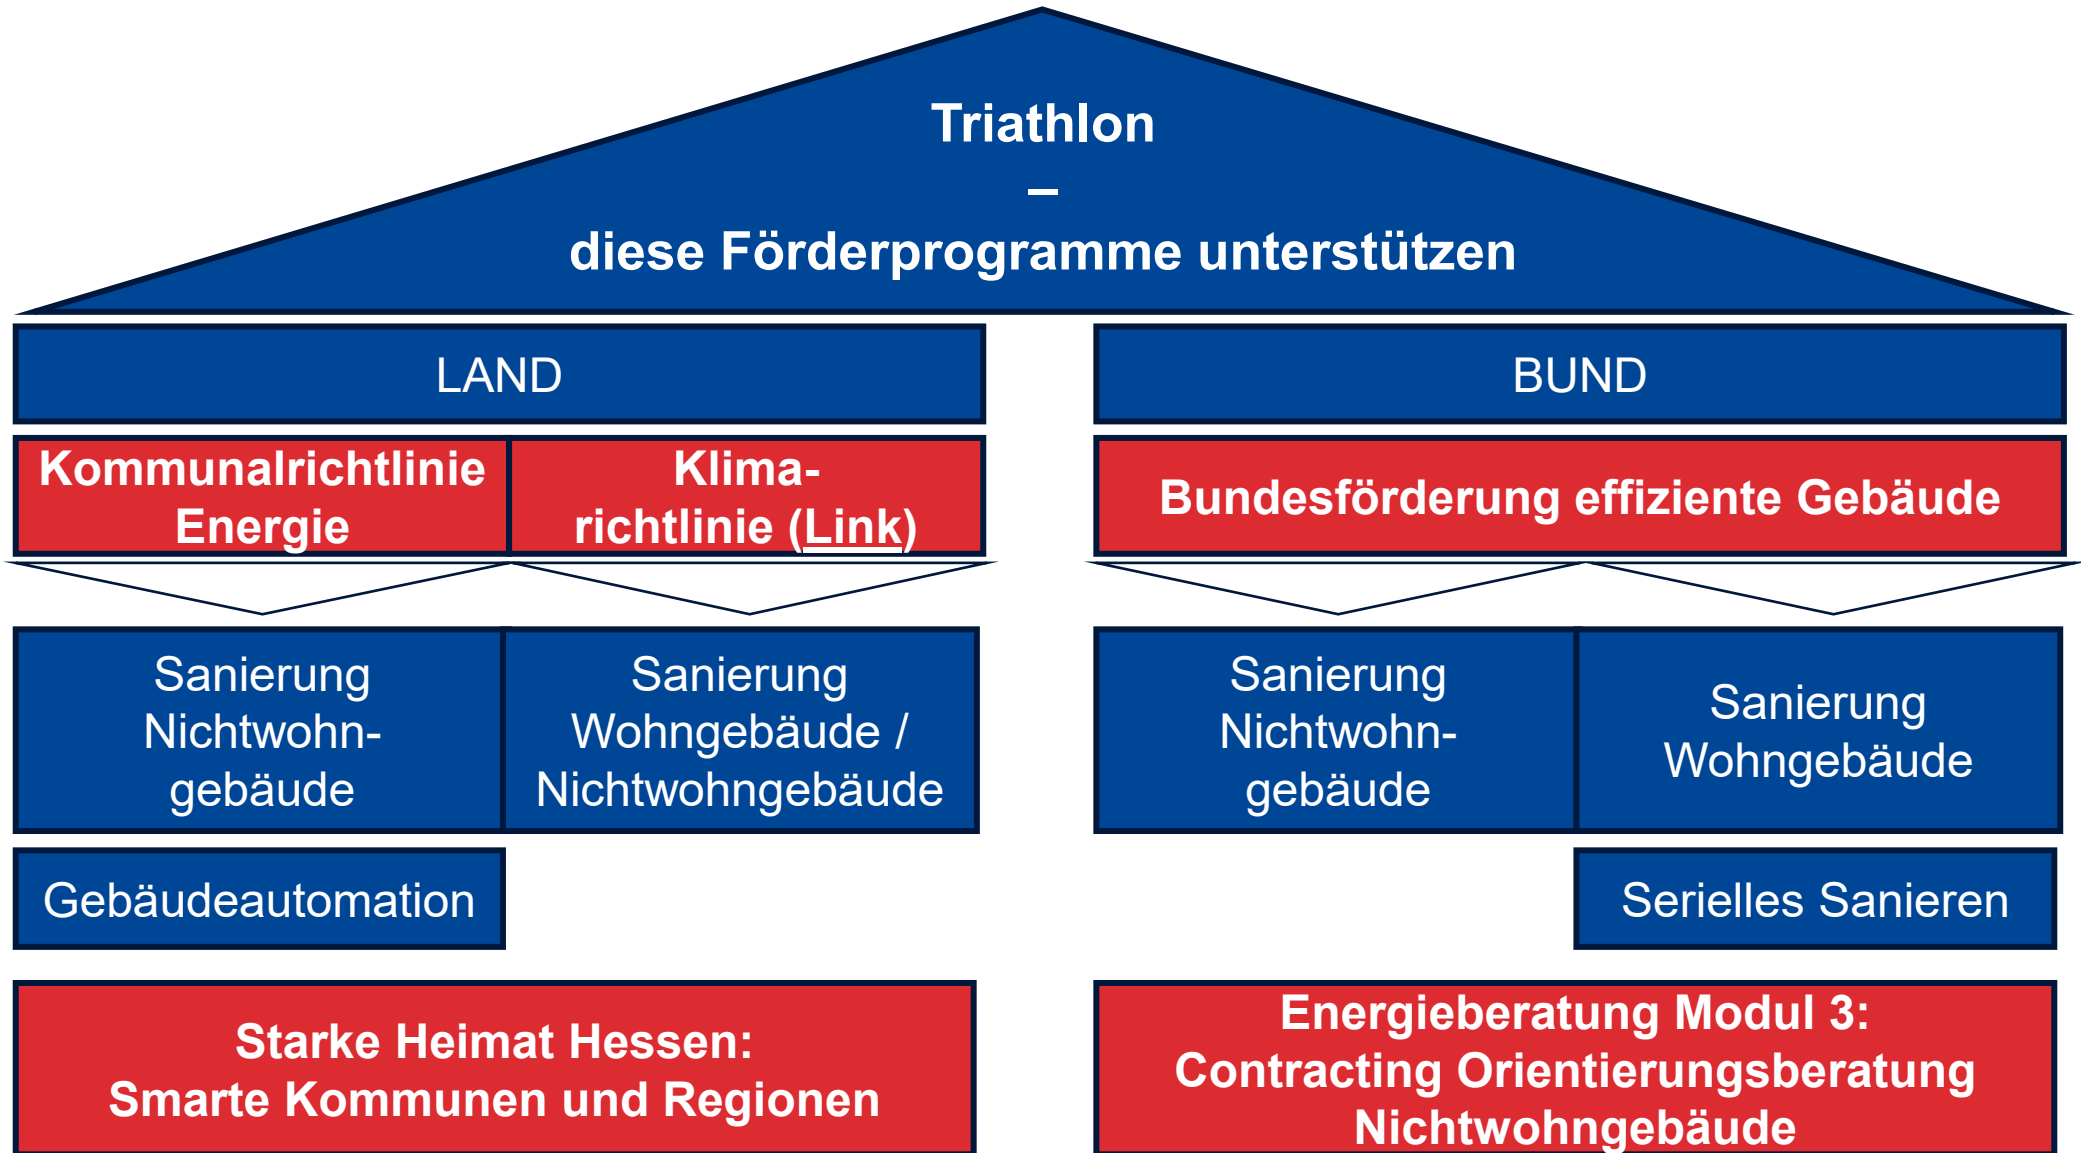 Triathlon
–
diese Förderprogramme unterstützen
LAND
BUND
Kommunalrichtlinie
Energie
Klima-
richtlinie (Link)
Bundesförderung effiziente Gebäude
Sanierung
Nichtwohn-
gebäude
Sanierung
Wohngebäude /
Nichtwohngebäude
Sanierung
Nichtwohn-
gebäude
Sanierung
Wohngebäude
Gebäudeautomation
Serielles Sanieren
Starke Heimat Hessen:
Smarte Kommunen und Regionen
Energieberatung Modul 3:
Contracting Orientierungsberatung
Nichtwohngebäude